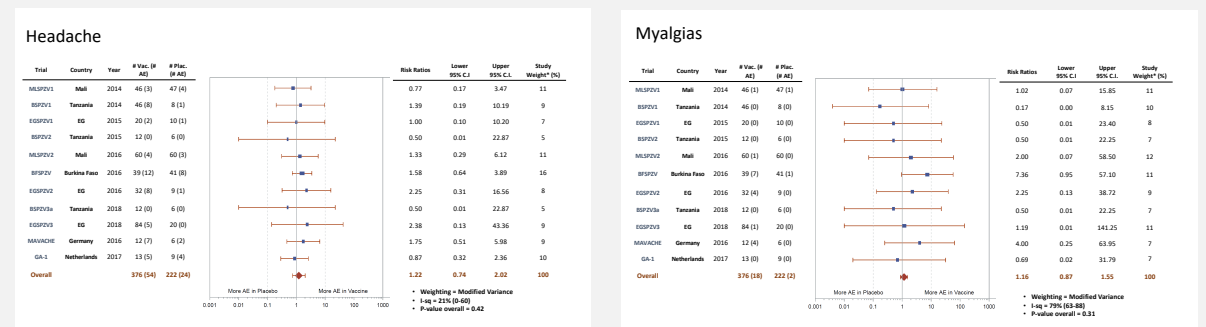 Headache
Trial Country Year # Vac. (# AE) # Plac. (# AE) Risk Ratios Lower 95% C.I Upper 95% C.I. Study Weight* (%)
MLSPZV1 Mali 2014 46 (3) 47 (4) 0.77 0.17 3.47 11
BSPZV1 Tanzania 2014 46 (8) 8 (1) 1.39 0.19 10.19 9
EGSPZV1 EG 2015 20 (2) 10 (1) 1.00 0.10 10.20 7
BSPZV2 Tanzania 2015 12 (0) 6 (0) 0.50 0.01 22.87 5
MLSPZV2 Mali 2016 60 (4) 60 (3) 1.33 0.29 6.12 11
BFSPZV Burkina Faso 2016 39 (12) 41 (8) 1.58 0.64 3.89 16
EGSPZV2 EG 2016 32 (8) 9 (1) 2.25 0.31 16.56 8
BSPZV3a Tanzania 2018 12 (0) 6 (0) 0.50 0.01 22.87 5
EGSPZV3 EG 2018 84 (5) 20 (0) 2.38 0.13 43.36 9
MAVACHE Germany 2016 12 (7) 6 (2) 1.75 0.51 5.98 9
GA-1 Netherlands 2017 13 (5) 9 (4) 0.87 0.32 2.36 10
Overall 376 (54) 222 (24) 1.22 0.74 2.02 100
More AE in Placebo More AE in Vaccine
0.001 0.01 0.1 1 10 100 1000
• Weighting = Modified Variance
• I-sq = 21% (0-60)
• P-value overall = 0.42
Myalgias
Trial Country Year # Vac. (# AE) # Plac. (# AE) Risk Ratios Lower 95% C.I Upper 95% C.I. Study Weight* (%)
MLSPZV1 Mali 2014 46 (1) 47 (1) 1.02 0.07 15.85 11
BSPZV1 Tanzania 2014 46 (0) 8 (0) 0.17 0.00 8.15 10
EGSPZV1 EG 2015 20 (0) 10 (0) 0.50 0.01 23.40 8
BSPZV2 Tanzania 2015 12 (0) 6 (0) 0.50 0.01 22.25 7
MLSPZV2 Mali 2016 60 (1) 60 (0) 2.00 0.07 58.50 12
BFSPZV Burkina Faso 2016 39 (7) 41 (1) 7.36 0.95 57.10 11
EGSPZV2 EG 2016 32 (4) 9 (0) 2.25 0.13 38.72 9
BSPZV3a Tanzania 2018 12 (0) 6 (0) 0.50 0.01 22.25 7
EGSPZV3 EG 2018 84 (1) 20 (0) 1.19 0.01 141.25 11
MAVACHE Germany 2016 12 (4) 6 (0) 4.00 0.25 63.95 7
GA-1 Netherlands 2017 13 (0) 9 (0) 0.69 0.02 31.79 7
Overall 376 (18) 222 (2) 1.16 0.87 1.55 100
More AE in Placebo More AE in Vaccine
0.001 0.01 0.1 1 10 100 1000
• Weighting = Modified Variance
• I-sq = 79% (63-88)
• P-value overall = 0.31